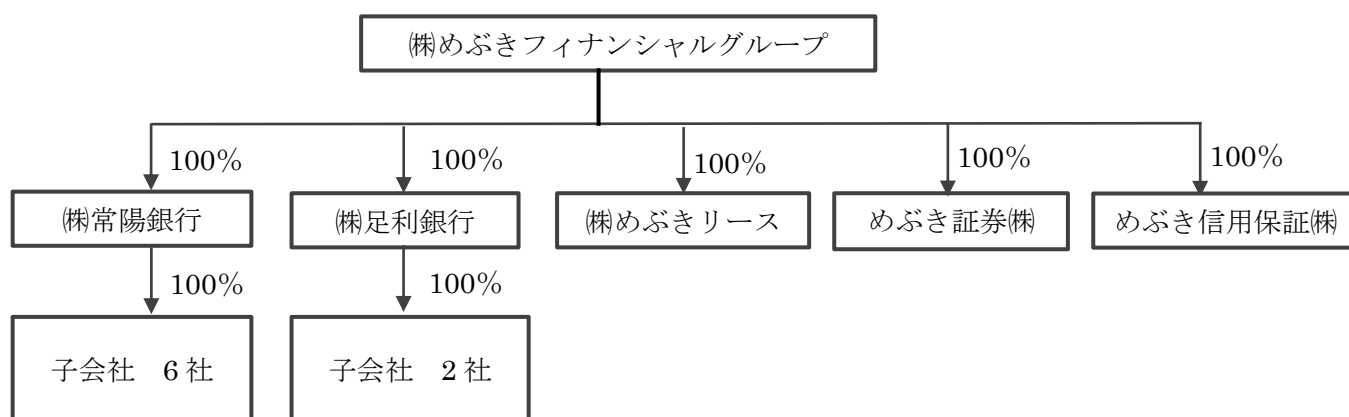 ㈱めぶきフィナンシャルグループ
100%
100%
100%
100%
100%
㈱常陽銀行
㈱足利銀行
㈱めぶきリース
めぶき証券㈱
めぶき信用保証㈱
100%
100%
子会社　6 社
子会社　2 社